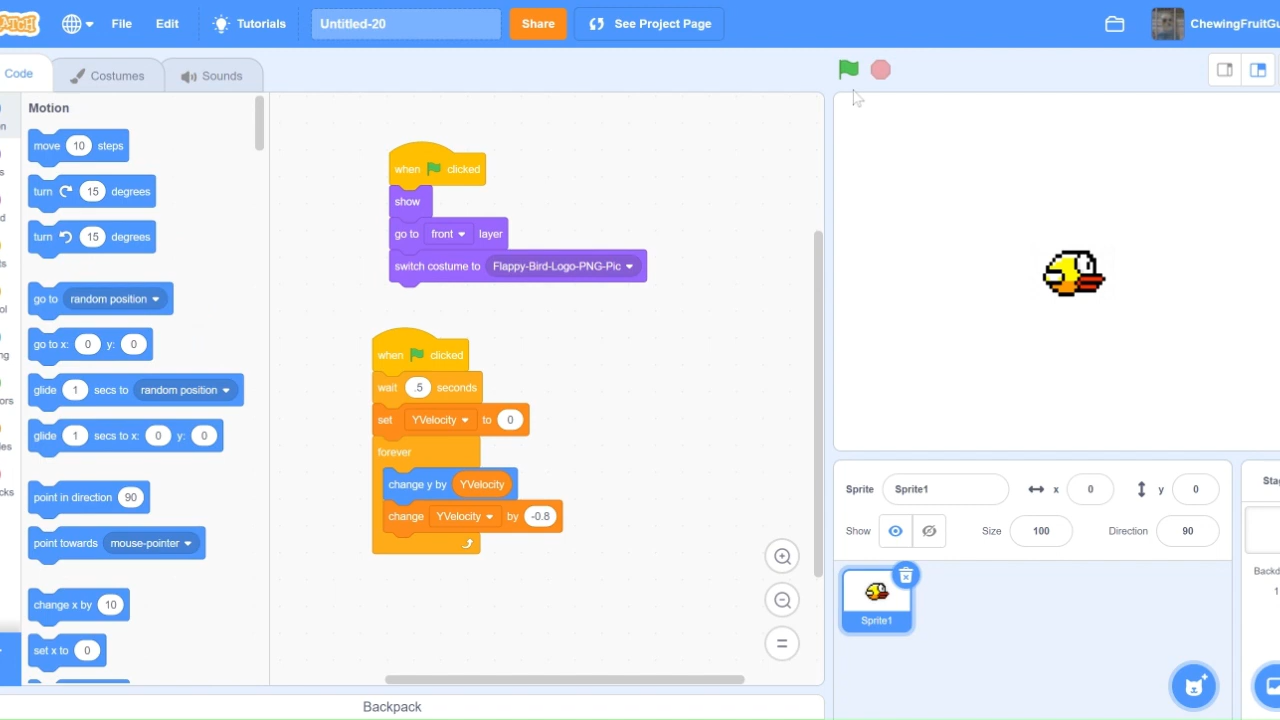 File Edit Tutorials Untitled-20 Share See Project Page ChewingFruitGu
Code Costumes Sounds
Motion
move 10 steps
turn 15 degrees
turn 15 degrees
go to random position
go to x: 0 y: 0
glide 1 secs to random position
glide 1 secs to x: 0 y: 0
point in direction 90
point towards mouse-pointer
change x by 10
set x to 0
when clicked
show
go to front layer
switch costume to Flappy-Bird-Logo-PNG-Pic
when clicked
wait .5 seconds
set YVelocity to 0
forever
change y by YVelocity
change YVelocity by -0.8
Backpack
Sprite Sprite1 x 0 y 0
Show Size 100 Direction 90
Sprite1
Stag
Backd
1